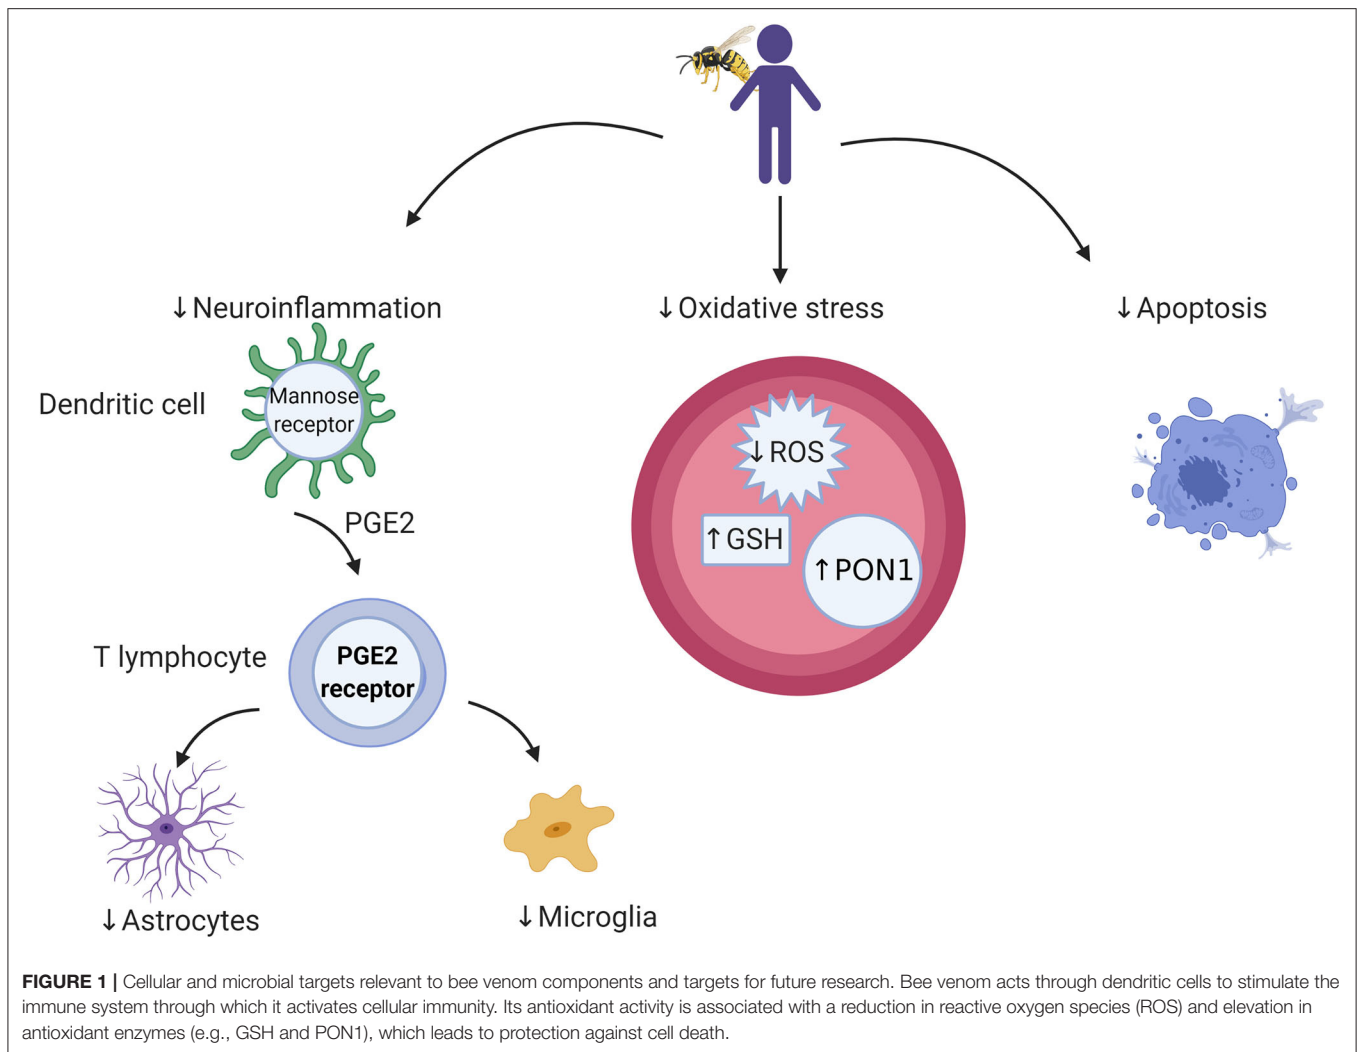 ↓Neuroinflammation
↓Oxidative stress
↓Apoptosis
Dendritic cell
Mannose
receptor
PGE2
T lymphocyte
PGE2
receptor
↓Astrocytes
↓Microglia
↓ROS
↑GSH
↑PON1
FIGURE 1 | Cellular and microbial targets relevant to bee venom components and targets for future research. Bee venom acts through dendritic cells to stimulate the
immune system through which it activates cellular immunity. Its antioxidant activity is associated with a reduction in reactive oxygen species (ROS) and elevation in
antioxidant enzymes (e.g., GSH and PON1), which leads to protection against cell death.